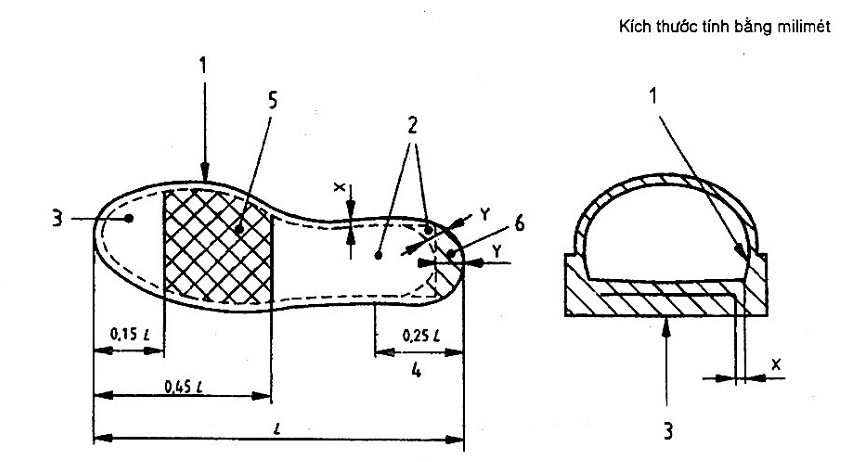 Kích thước tính bằng milimét
1
1
5
2
X
3
Y
6
Y
0,15 L
0,25 L
4
0,45 L
X
L
3